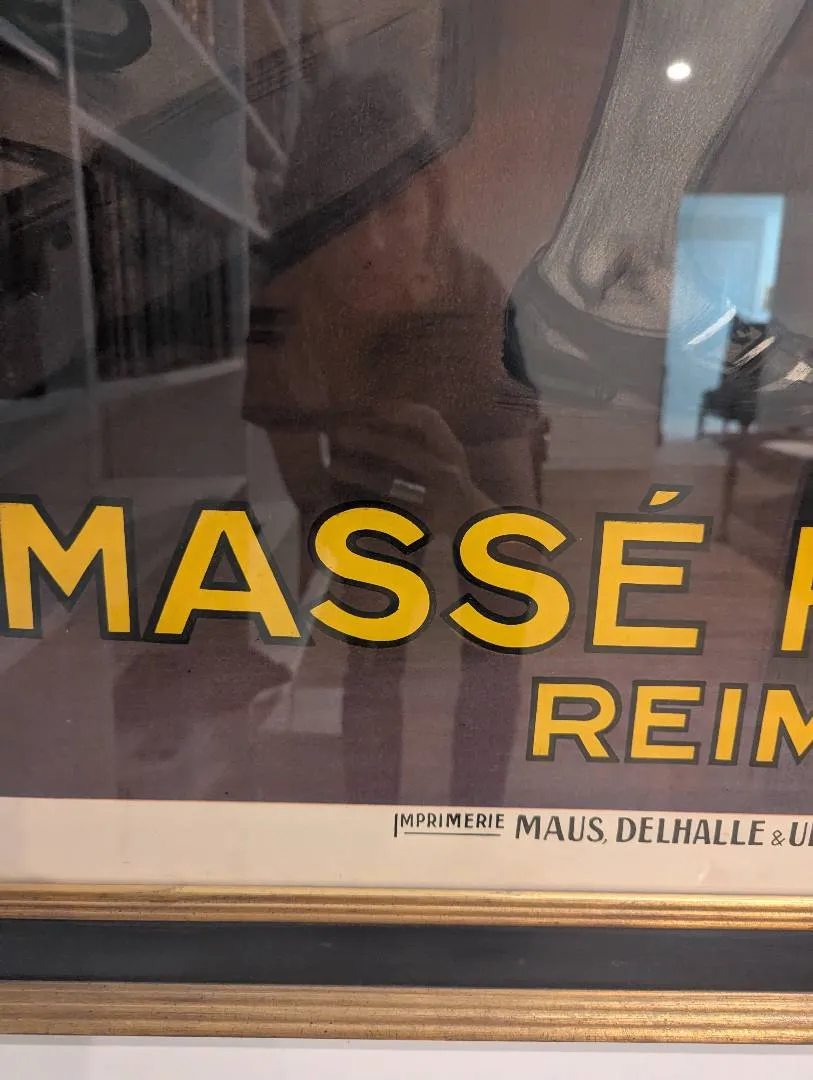 MASSÉ
REIM
IMPRIMERIE MAUS, DELHALLE &